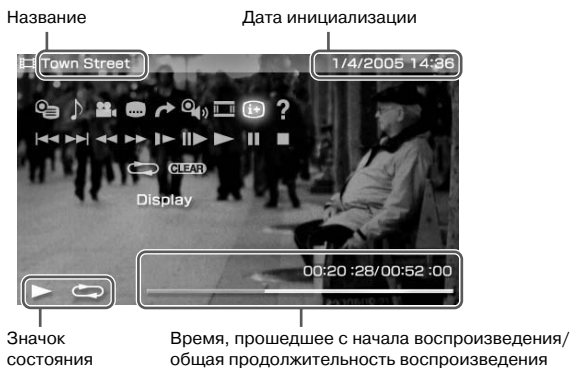 Название
Дата инициализации
Town Street
1/4/2005 14:36
i+ ?
CLEAR
Display
00:20:28/00:52:00
Значок
состояния
Время, прошедшее с начала воспроизведения/
общая продолжительность воспроизведения